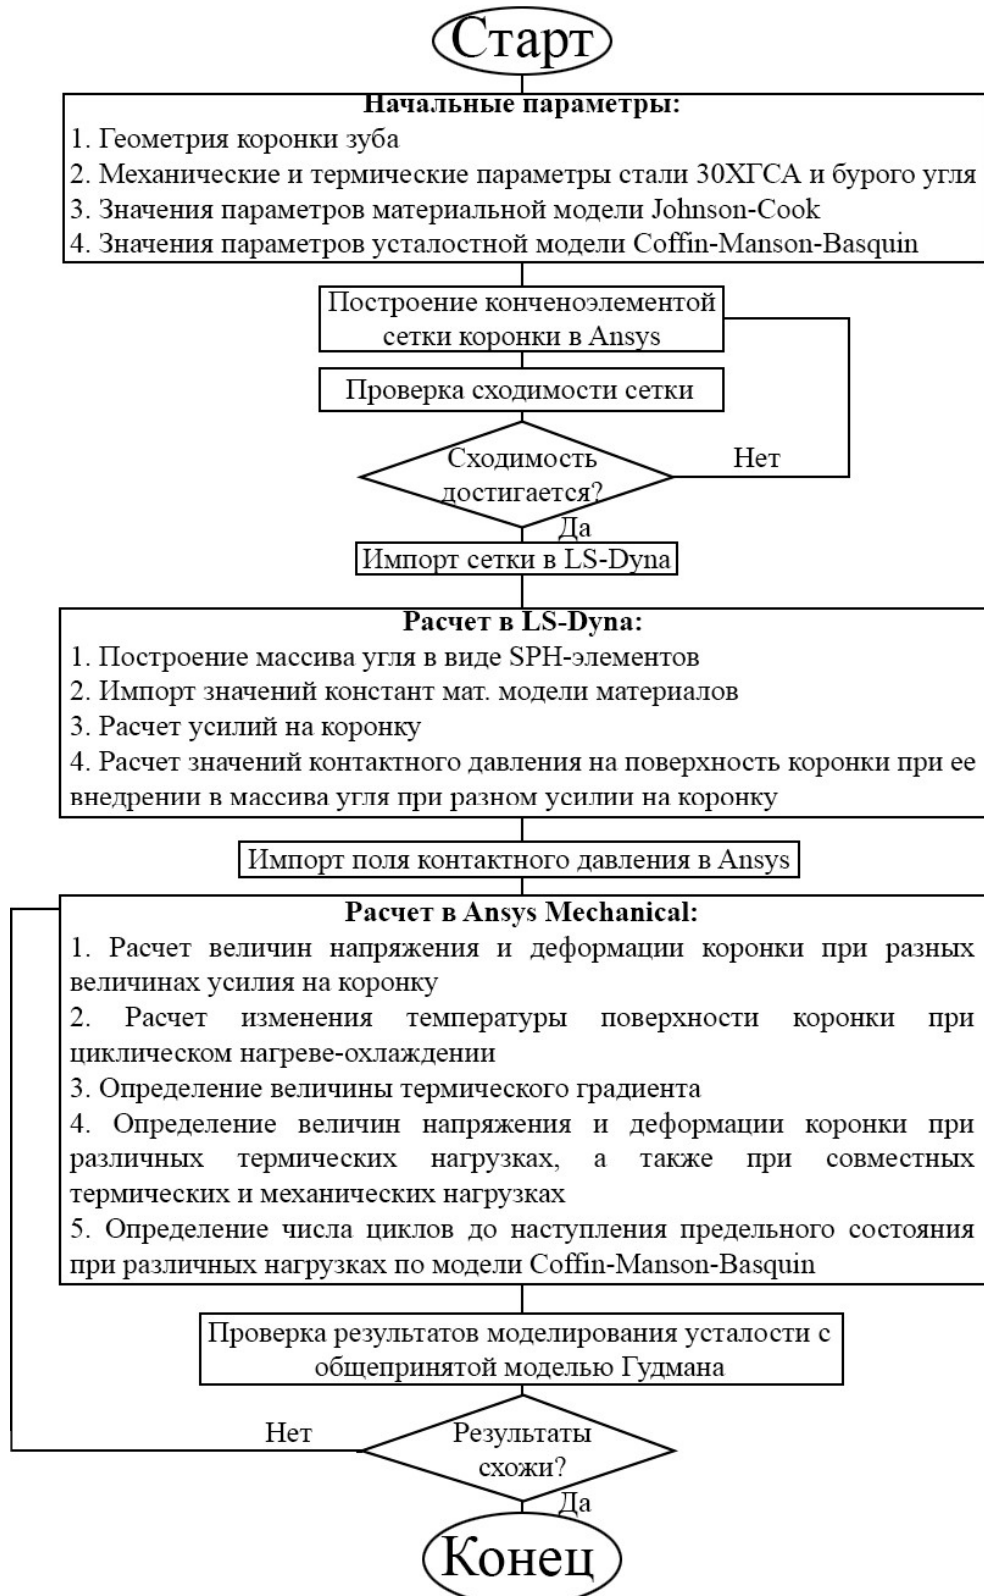 Старт
Начальные параметры:
1. Геометрия коронки зуба
2. Механические и термические параметры стали 30ХГСА и бурого угля
3. Значения параметров материальной модели Johnson-Cook
4. Значения параметров усталостной модели Coffin-Manson-Basquin
Построение конченоэлементой
сетки коронки в Ansys
Проверка сходимости сетки
Сходимость
достигается?
Нет
Да
Импорт сетки в LS-Dyna
Расчет в LS-Dyna:
1. Построение массива угля в виде SPH-элементов
2. Импорт значений констант мат. модели материалов
3. Расчет усилий на коронку
4. Расчет значений контактного давления на поверхность коронки при ее
внедрении в массива угля при разном усилии на коронку
Импорт поля контактного давления в Ansys
Расчет в Ansys Mechanical:
1. Расчет величин напряжения и деформации коронки при разных
величинах усилия на коронку
2. Расчет изменения температуры поверхности коронки при
циклическом нагреве-охлаждении
3. Определение величины термического градиента
4. Определение величин напряжения и деформации коронки при
различных термических нагрузках, а также при совместных
термических и механических нагрузках
5. Определение числа циклов до наступления предельного состояния
при различных нагрузках по модели Coffin-Manson-Basquin
Проверка результатов моделирования усталости с
общепринятой моделью Гудмана
Нет
Результаты
схожи?
Да
Конец